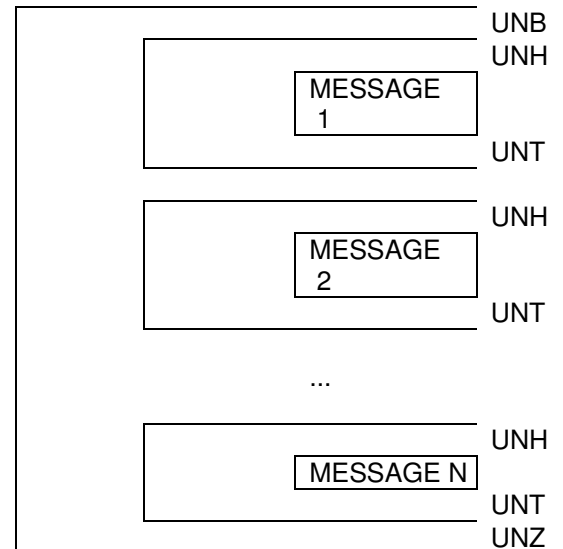 UNB
UNH
MESSAGE
1
UNT
UNH
MESSAGE
2
UNT
...
UNH
MESSAGE N
UNT
UNZ